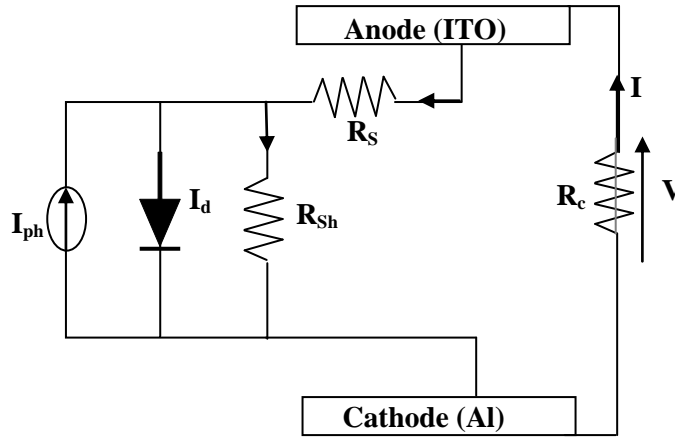 Anode (ITO)
I
R_S
R_c
V
I_ph
I_d
R_Sh
Cathode (Al)